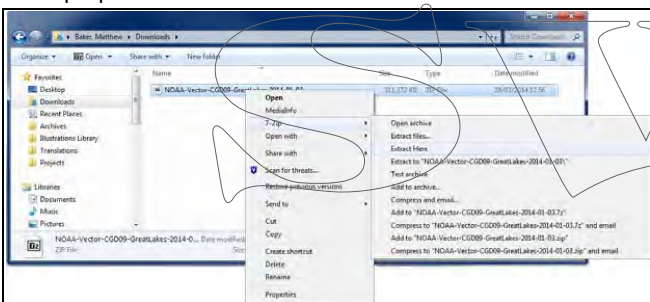 Baker, Matthew ▸ Downloads ▸
Search Downloads
Organize ▾ Open ▾ Share with ▾ New folder
Favorites
Desktop
Downloads
Recent Places
Archives
Illustrations Library
Translations
Projects
Libraries
Documents
Music
Pictures
Name Size Type Date modified
NOAA-Vector-CGD09-GreatLakes-2014-01-03 ZIP File
Open
MediaInfo
7-Zip
Open with
Share with
Scan for threats...
Restore previous versions
Send to
Cut
Copy
Create shortcut
Delete
Rename
Properties
Open archive
Extract files...
Extract Here
Extract to "NOAA-Vector-CGD09-GreatLakes-2014-01-03\"
Test archive
Add to archive...
Compress and email...
Add to "NOAA-Vector-CGD09-GreatLakes-2014-01-03.7z"
Compress to "NOAA-Vector-CGD09-GreatLakes-2014-01-03.7z" and email
Add to "NOAA-Vector-CGD09-GreatLakes-2014-01-03.zip"
Compress to "NOAA-Vector-CGD09-GreatLakes-2014-01-03.zip" and email
NOAA-Vector-CGD09-GreatLakes-2014-0... Date modified
ZIP File